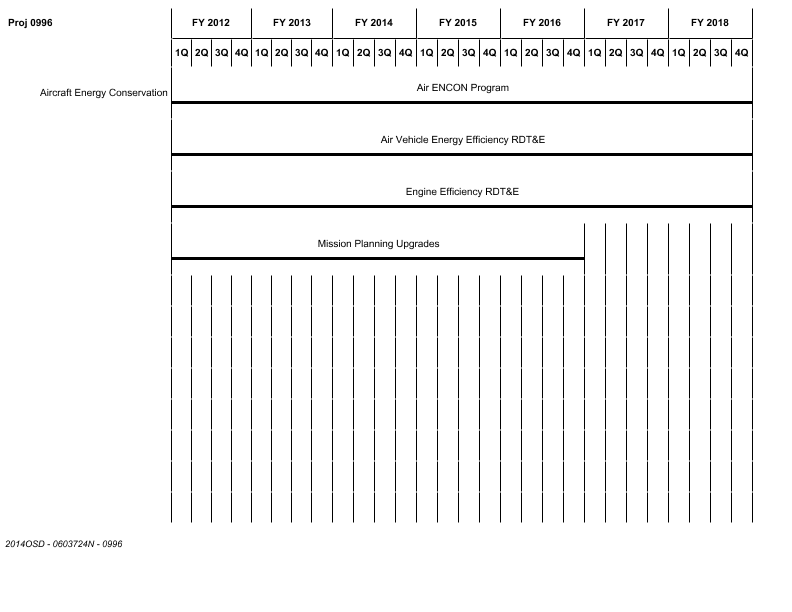 Proj 0996 FY 2012 FY 2013 FY 2014 FY 2015 FY 2016 FY 2017 FY 2018
1Q 2Q 3Q 4Q 1Q 2Q 3Q 4Q 1Q 2Q 3Q 4Q 1Q 2Q 3Q 4Q 1Q 2Q 3Q 4Q 1Q 2Q 3Q 4Q 1Q 2Q 3Q 4Q
Aircraft Energy Conservation Air ENCON Program
Air Vehicle Energy Efficiency RDT&E
Engine Efficiency RDT&E
Mission Planning Upgrades
2014OSD - 0603724N - 0996